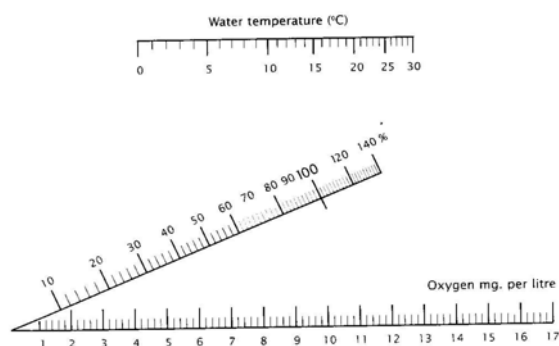 Water temperature (°C)
0 5 10 15 20 25 30
10 20 30 40 50 60 70 80 90 100 120 140 %
Oxygen mg. per litre
1 2 3 4 5 6 7 8 9 10 11 12 13 14 15 16 17